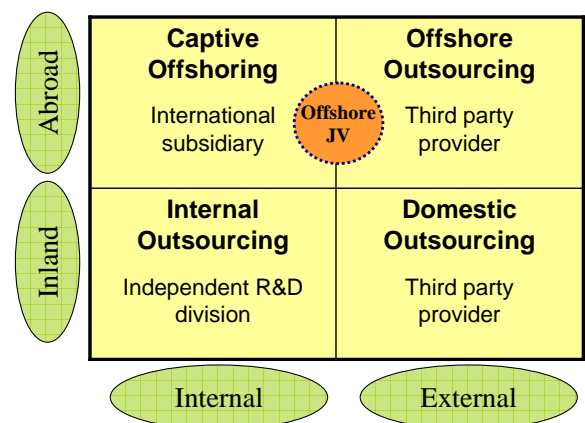 Abroad
Captive
Offshoring
International
subsidiary
Offshore
JV
Offshore
Outsourcing
Third party
provider
Inland
Internal
Outsourcing
Independent R&D
division
Domestic
Outsourcing
Third party
provider
Internal
External